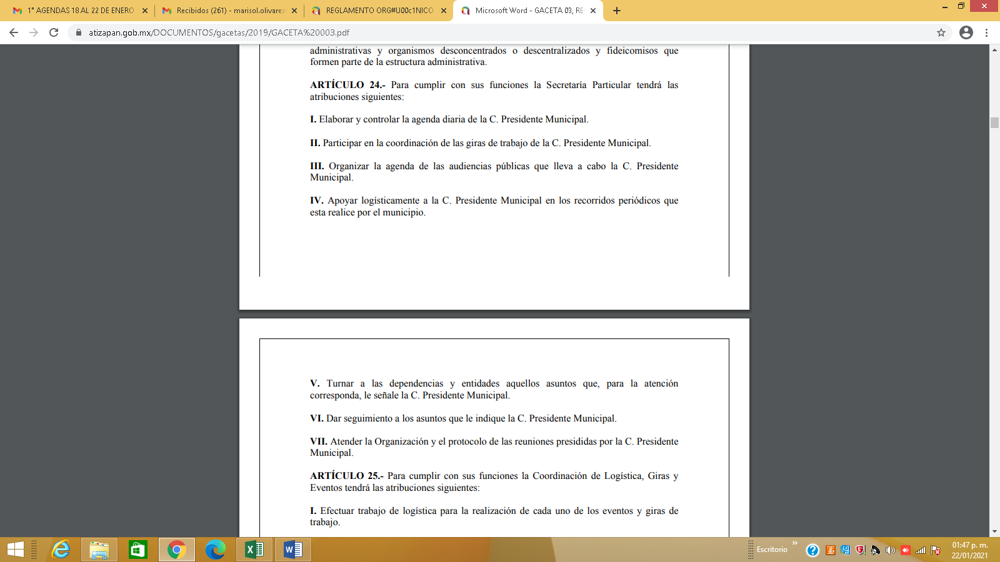 1° AGENDAS 18 AL 22 DE ENERO
Recibidos (261) - marisol.olivares
REGLAMENTO ORG#U00c1NICO
Microsoft Word - GACETA 03, RE
atizapan.gob.mx/DOCUMENTOS/gacetas/2019/GACETA%20003.pdf
administrativas y organismos desconcentrados o descentralizados y fideicomisos que
formen parte de la estructura administrativa.
ARTÍCULO 24.- Para cumplir con sus funciones la Secretaría Particular tendrá las
atribuciones siguientes:
I. Elaborar y controlar la agenda diaria de la C. Presidente Municipal.
II. Participar en la coordinación de las giras de trabajo de la C. Presidente Municipal.
III. Organizar la agenda de las audiencias públicas que lleva a cabo la C. Presidente
Municipal.
IV. Apoyar logísticamente a la C. Presidente Municipal en los recorridos periódicos que
esta realice por el municipio.
V. Turnar a las dependencias y entidades aquellos asuntos que, para la atención
corresponda, le señale la C. Presidente Municipal.
VI. Dar seguimiento a los asuntos que le indique la C. Presidente Municipal.
VII. Atender la Organización y el protocolo de las reuniones presididas por la C. Presidente
Municipal.
ARTÍCULO 25.- Para cumplir con sus funciones la Coordinación de Logística, Giras y
Eventos tendrá las atribuciones siguientes:
I. Efectuar trabajo de logística para la realización de cada uno de los eventos y giras de
trabajo.
Escritorio
01:47 p. m.
22/01/2021